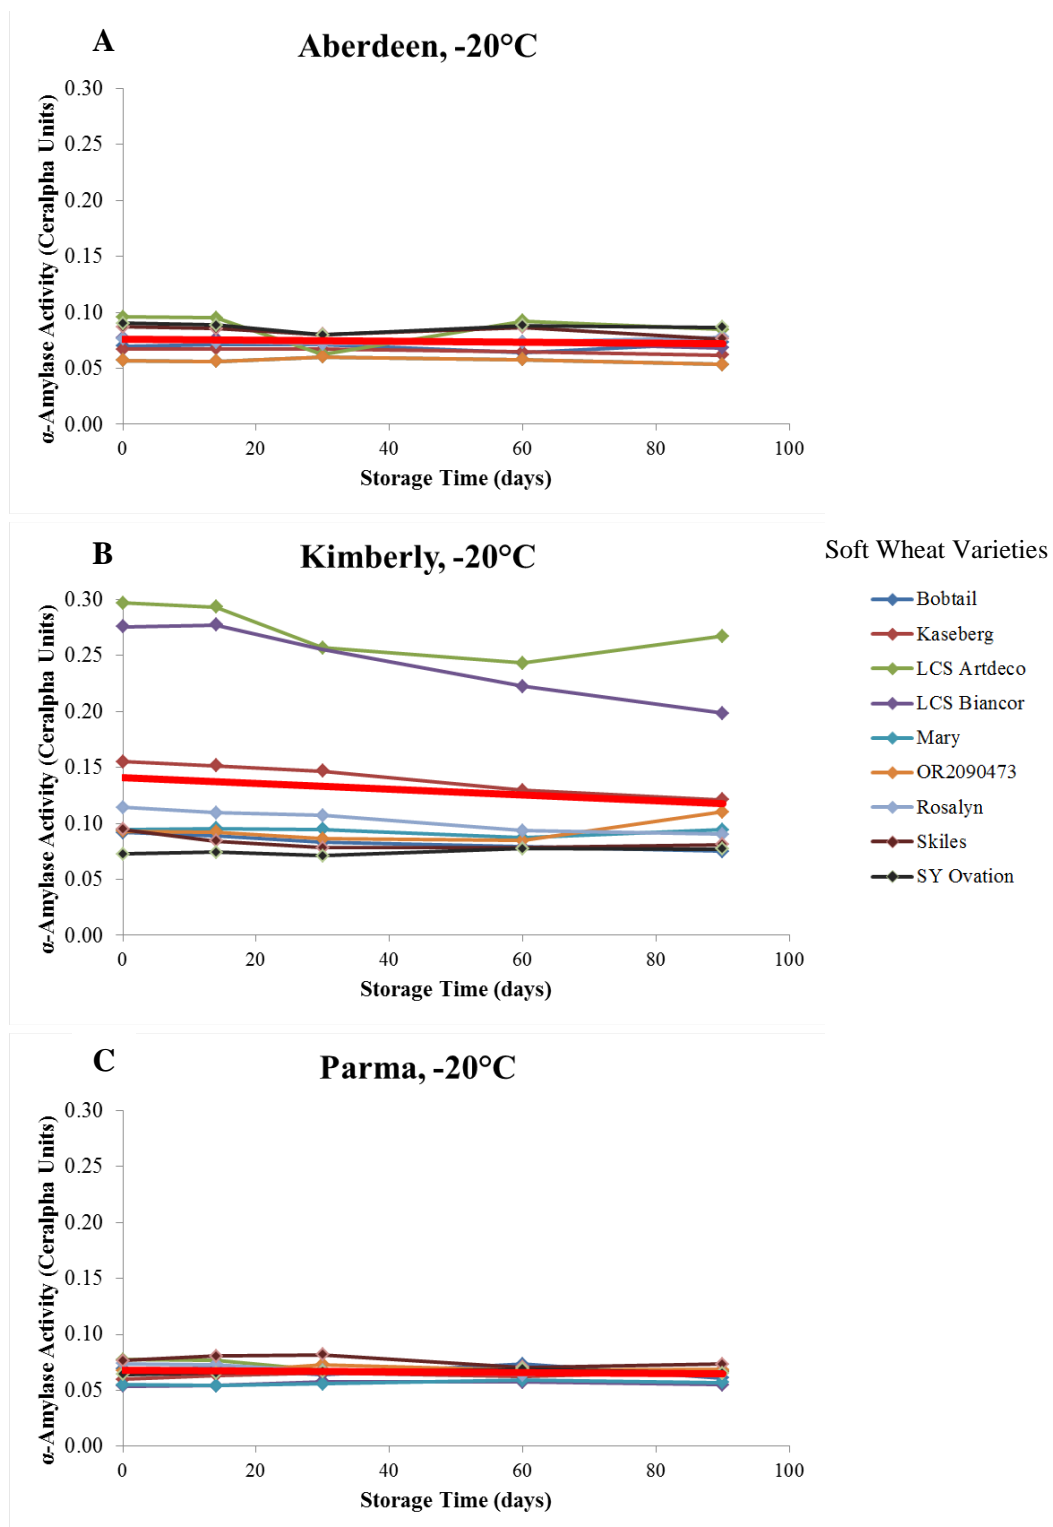 A
Aberdeen, -20°C
α-Amylase Activity (Ceralpha Units)
0.30
0.25
0.20
0.15
0.10
0.05
0.00
0 20 40 60 80 100
Storage Time (days)
B
Kimberly, -20°C
α-Amylase Activity (Ceralpha Units)
0.30
0.25
0.20
0.15
0.10
0.05
0.00
0 20 40 60 80 100
Storage Time (days)
Soft Wheat Varieties
Bobtail
Kaseberg
LCS Artdeco
LCS Biancor
Mary
OR2090473
Rosalyn
Skiles
SY Ovation
C
Parma, -20°C
α-Amylase Activity (Ceralpha Units)
0.30
0.25
0.20
0.15
0.10
0.05
0.00
0 20 40 60 80 100
Storage Time (days)